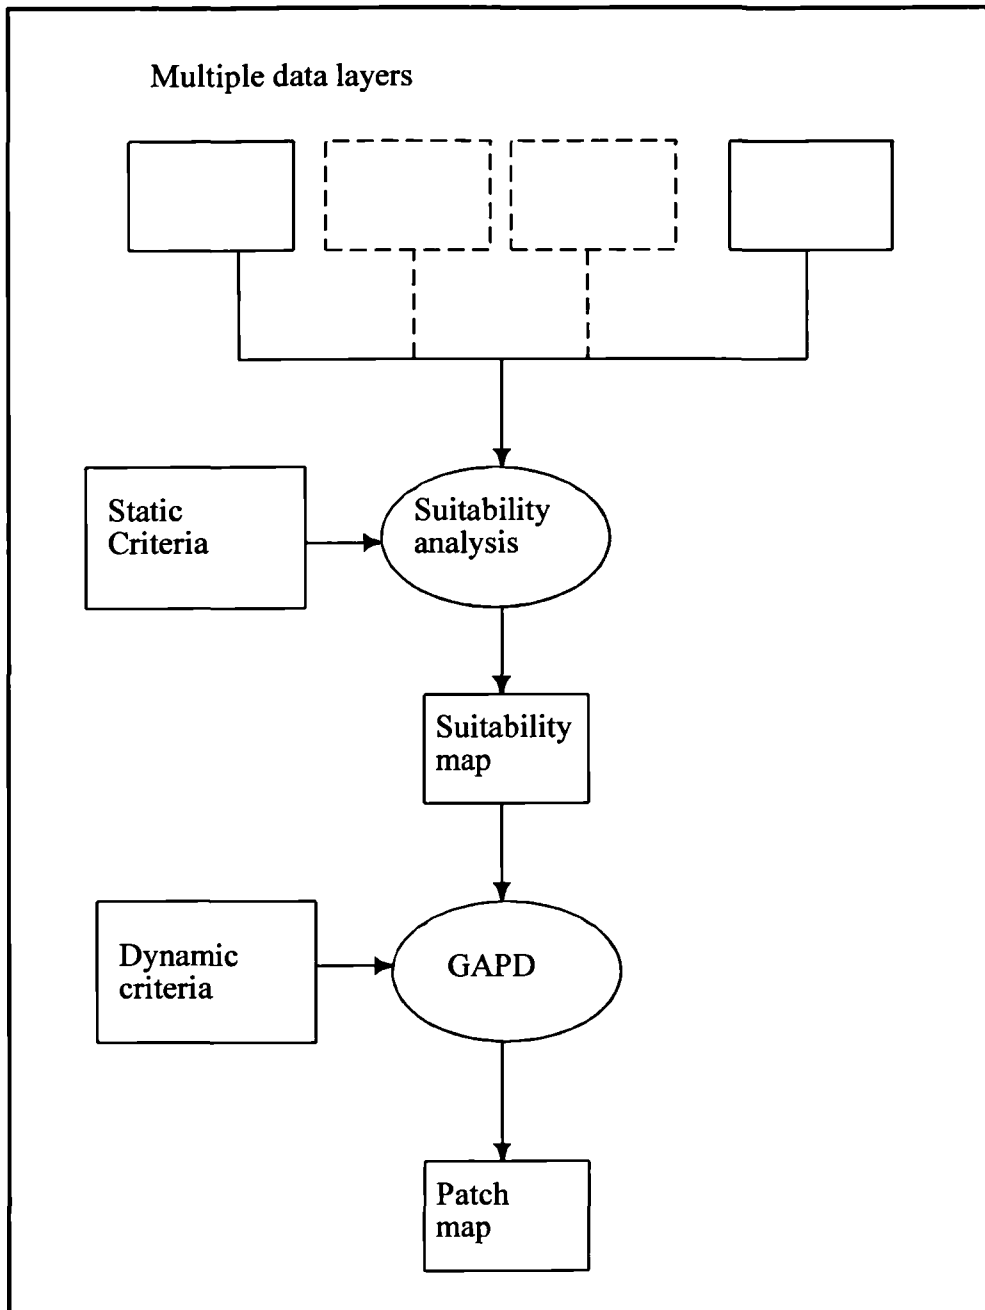 Multiple data layers
Static
Criteria
Suitability
analysis
Suitability
map
Dynamic
criteria
GAPD
Patch
map